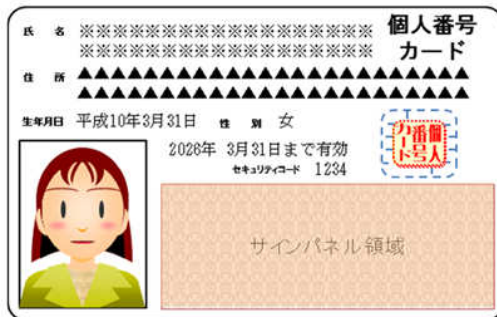 個人番号
カード
氏 名 ※※※※※※※※※※※※※※※※※※※
※※※※※※※※※※※※※※※※※※※
住 所 ▲▲▲▲▲▲▲▲▲▲▲▲▲▲▲▲▲▲▲▲▲▲▲▲▲
▲▲▲▲▲▲▲▲▲▲▲▲▲▲▲▲▲▲▲▲▲▲▲▲▲
生年月日 平成10年3月31日 性 別 女
2026年 3月31日まで有効
セキュリティコード 1234
個人番号カード
サインパネル領域